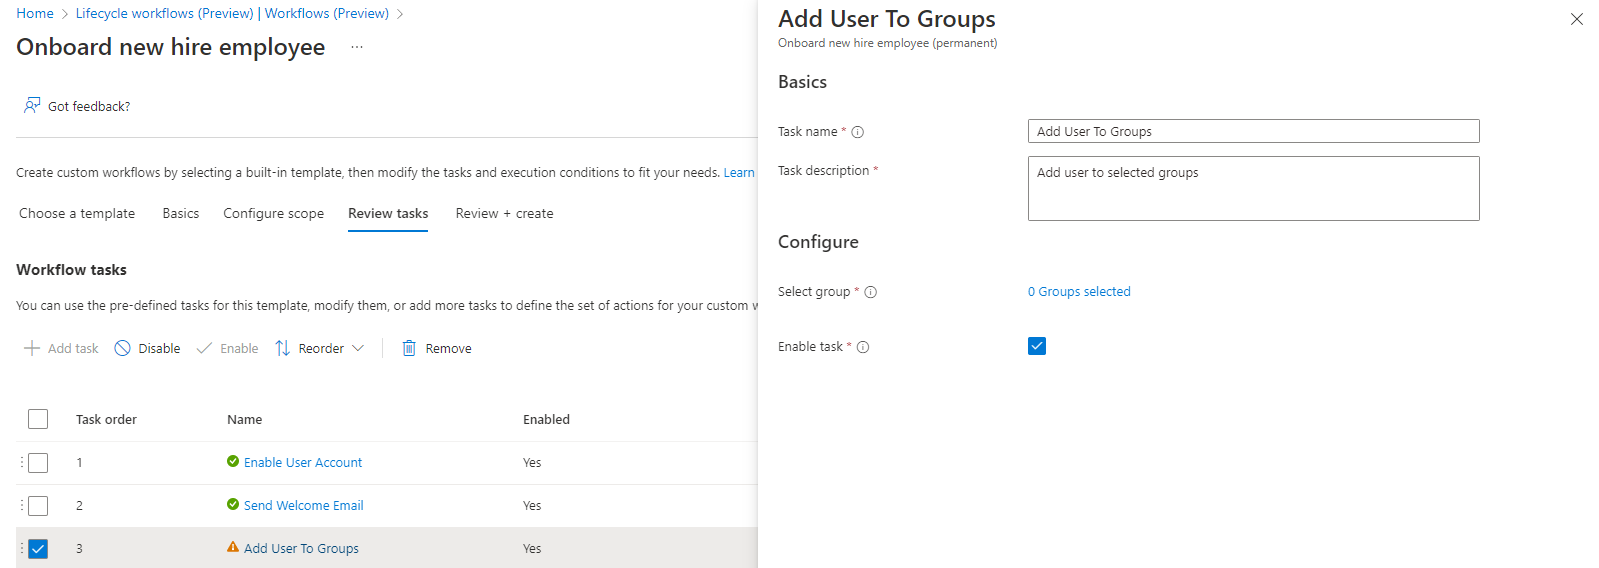 Home > Lifecycle workflows (Preview) | Workflows (Preview) >
Onboard new hire employee ...
Got feedback?
Create custom workflows by selecting a built-in template, then modify the tasks and execution conditions to fit your needs. Learn
Choose a template Basics Configure scope Review tasks Review + create
Workflow tasks
You can use the pre-defined tasks for this template, modify them, or add more tasks to define the set of actions for your custom w
Add task Disable Enable Reorder Remove
Task order Name Enabled
1 Enable User Account Yes
2 Send Welcome Email Yes
3 Add User To Groups Yes
Add User To Groups
Onboard new hire employee (permanent)
Basics
Task name * Add User To Groups
Task description * Add user to selected groups
Configure
Select group * 0 Groups selected
Enable task *